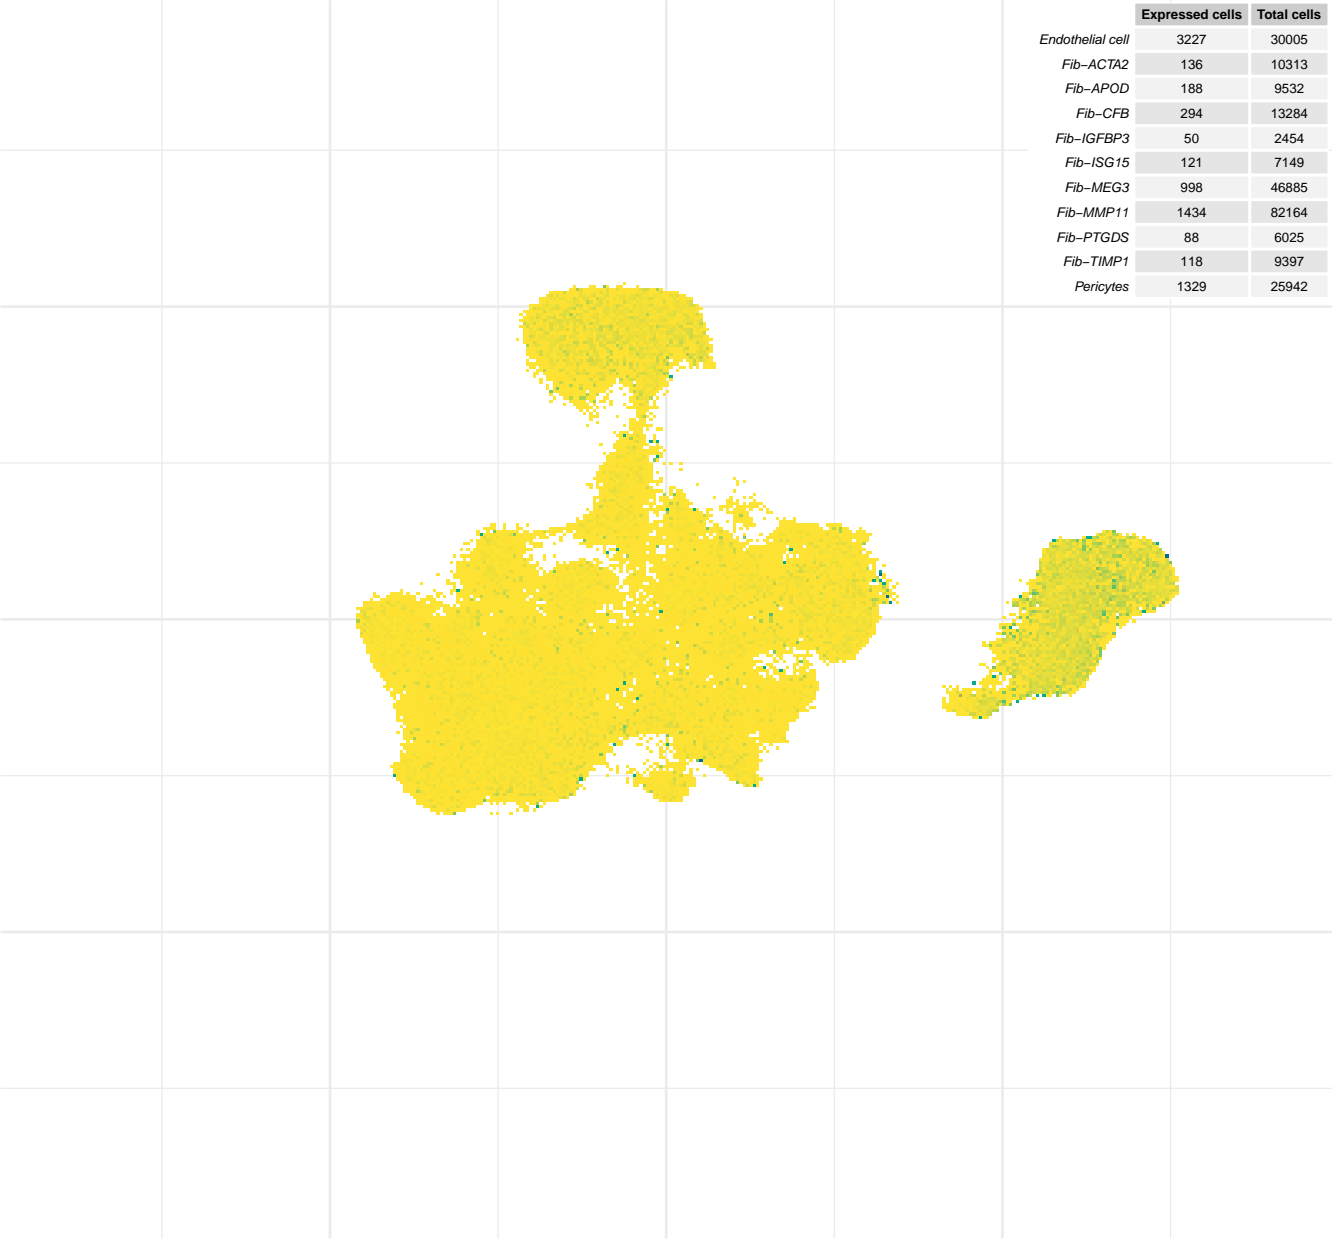 Expressed cells Total cells
Endothelial cell 3227 30005
Fib−ACTA2 136 10313
Fib−APOD 188 9532
Fib−CFB 294 13284
Fib−IGFBP3 50 2454
Fib−ISG15 121 7149
Fib−MEG3 998 46885
Fib−MMP11 1434 82164
Fib−PTGDS 88 6025
Fib−TIMP1 118 9397
Pericytes 1329 25942